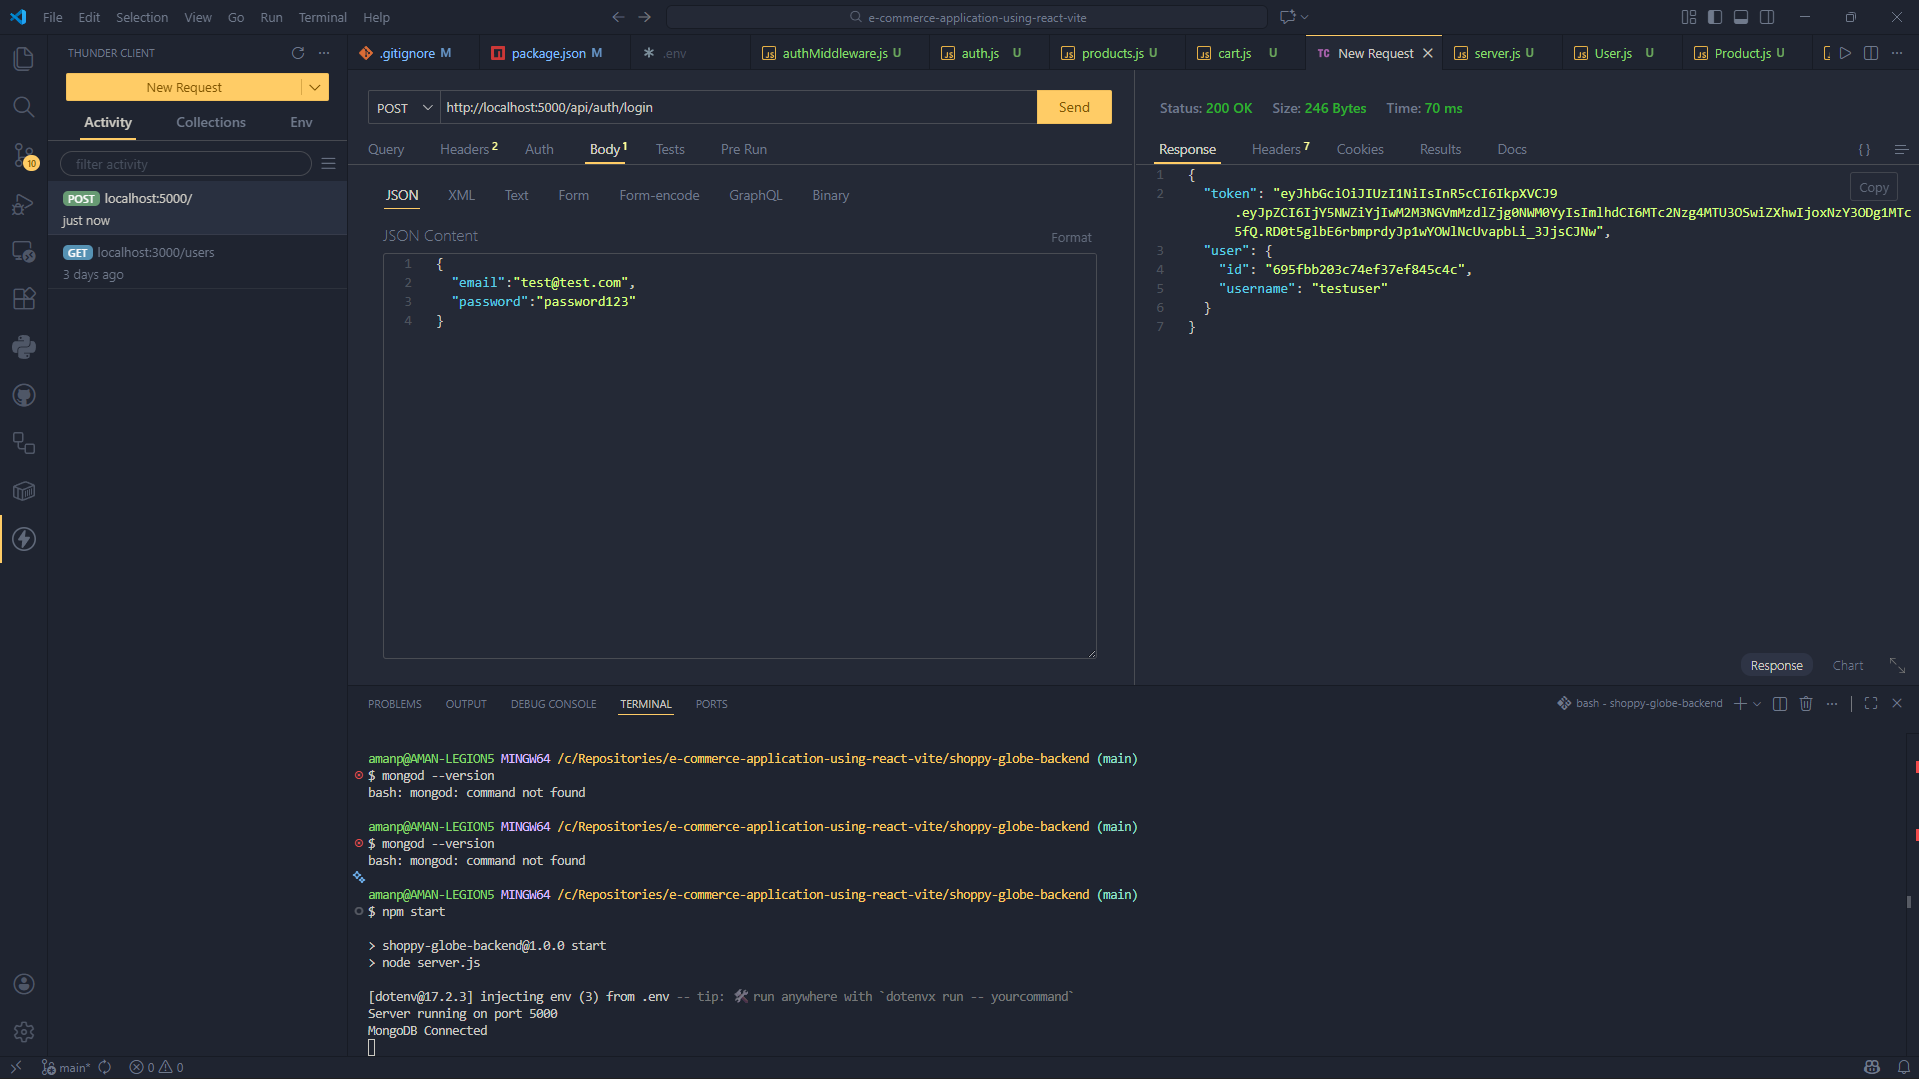 File Edit Selection View Go Run Terminal Help
e-commerce-application-using-react-vite
THUNDER CLIENT
New Request
Activity Collections Env
filter activity
POST localhost:5000/
just now
GET localhost:3000/users
3 days ago
10
.gitignore M
package.json M
.env
authMiddleware.js U
auth.js U
products.js U
cart.js U
TC New Request
server.js U
User.js U
Product.js U
POST http://localhost:5000/api/auth/login Send
Query Headers 2 Auth Body 1 Tests Pre Run
JSON XML Text Form Form-encode GraphQL Binary
JSON Content Format
1 {
2 "email":"test@test.com",
3 "password":"password123"
4 }
Status: 200 OK Size: 246 Bytes Time: 70 ms
Response Headers 7 Cookies Results Docs { }
Copy
1 {
2 "token": "eyJhbGciOiJIUzI1NiIsInR5cCI6IkpXVCJ9
.eyJpZCI6IjY5NWZiYjIwM2M3NGVmMzdlZjg0NWM0YyIsImlhdCI6MTc2Nzg4MTU3OSwiZXhwIjoxNzY3ODg1MTc
5fQ.RD0t5glbE6rbmprdyJp1wYOWlNcUvapbLi_3JjsCJNw",
3 "user": {
4 "id": "695fbb203c74ef37ef845c4c",
5 "username": "testuser"
6 }
7 }
Response Chart
PROBLEMS OUTPUT DEBUG CONSOLE TERMINAL PORTS
bash - shoppy-globe-backend
amanp@AMAN-LEGION5 MINGW64 /c/Repositories/e-commerce-application-using-react-vite/shoppy-globe-backend (main)
$ mongod --version
bash: mongod: command not found
amanp@AMAN-LEGION5 MINGW64 /c/Repositories/e-commerce-application-using-react-vite/shoppy-globe-backend (main)
$ mongod --version
bash: mongod: command not found
amanp@AMAN-LEGION5 MINGW64 /c/Repositories/e-commerce-application-using-react-vite/shoppy-globe-backend (main)
$ npm start
> shoppy-globe-backend@1.0.0 start
> node server.js
[dotenv@17.2.3] injecting env (3) from .env -- tip: 🛠️ run anywhere with `dotenvx run -- yourcommand`
Server running on port 5000
MongoDB Connected
main* 0 0